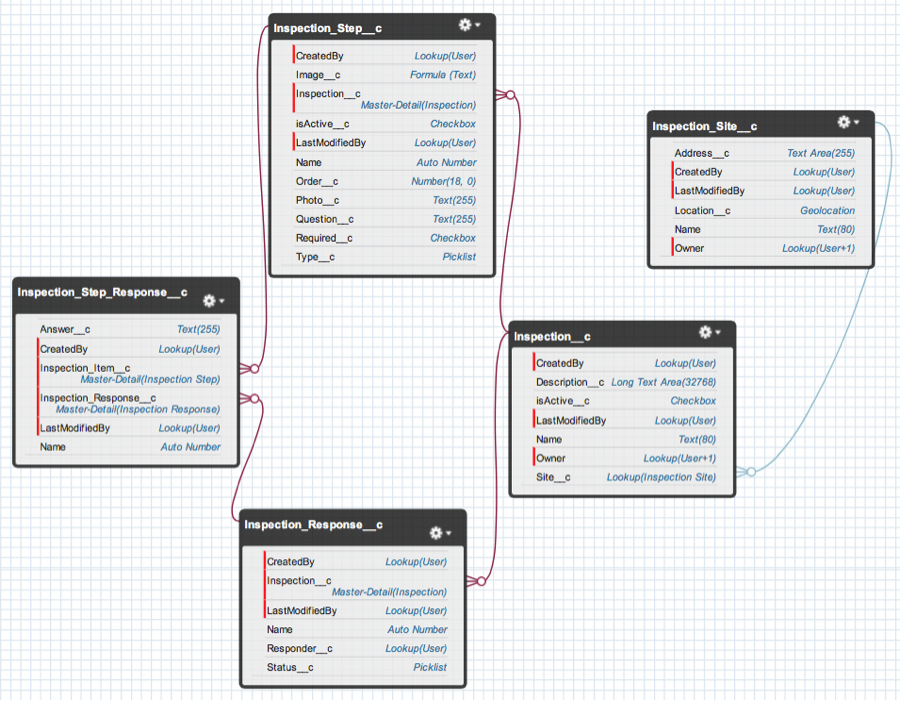 Inspection_Step__c
CreatedBy Lookup(User)
Image__c Formula (Text)
Inspection__c
Master-Detail(Inspection)
isActive__c Checkbox
LastModifiedBy Lookup(User)
Name Auto Number
Order__c Number(18, 0)
Photo__c Text(255)
Question__c Text(255)
Required__c Checkbox
Type__c Picklist
Inspection_Site__c
Address__c Text Area(255)
CreatedBy Lookup(User)
LastModifiedBy Lookup(User)
Location__c Geolocation
Name Text(80)
Owner Lookup(User+1)
Inspection_Step_Response__c
Answer__c Text(255)
CreatedBy Lookup(User)
Inspection_Item__c
Master-Detail(Inspection Step)
Inspection_Response__c
Master-Detail(Inspection Response)
LastModifiedBy Lookup(User)
Name Auto Number
Inspection__c
CreatedBy Lookup(User)
Description__c Long Text Area(32768)
isActive__c Checkbox
LastModifiedBy Lookup(User)
Name Text(80)
Owner Lookup(User+1)
Site__c Lookup(Inspection Site)
Inspection_Response__c
CreatedBy Lookup(User)
Inspection__c
Master-Detail(Inspection)
LastModifiedBy Lookup(User)
Name Auto Number
Responder__c Lookup(User)
Status__c Picklist